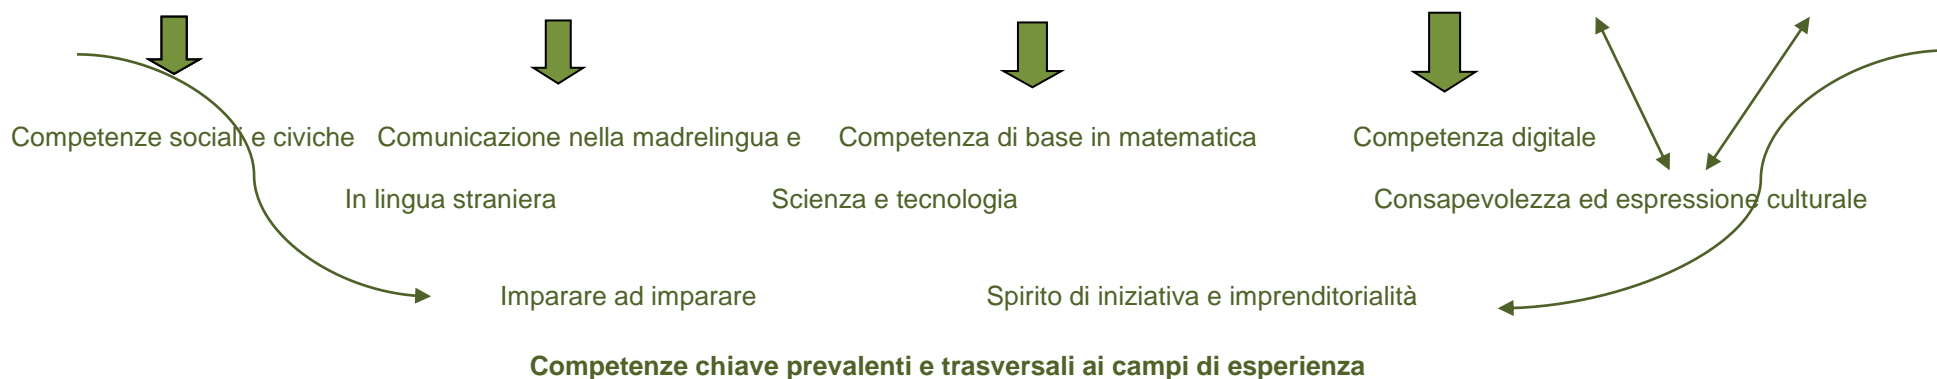 Competenze sociali e civiche Comunicazione nella madrelingua e Competenza di base in matematica Competenza digitale
In lingua straniera Scienza e tecnologia Consapevolezza ed espressione culturale
Imparare ad imparare Spirito di iniziativa e imprenditorialità
Competenze chiave prevalenti e trasversali ai campi di esperienza